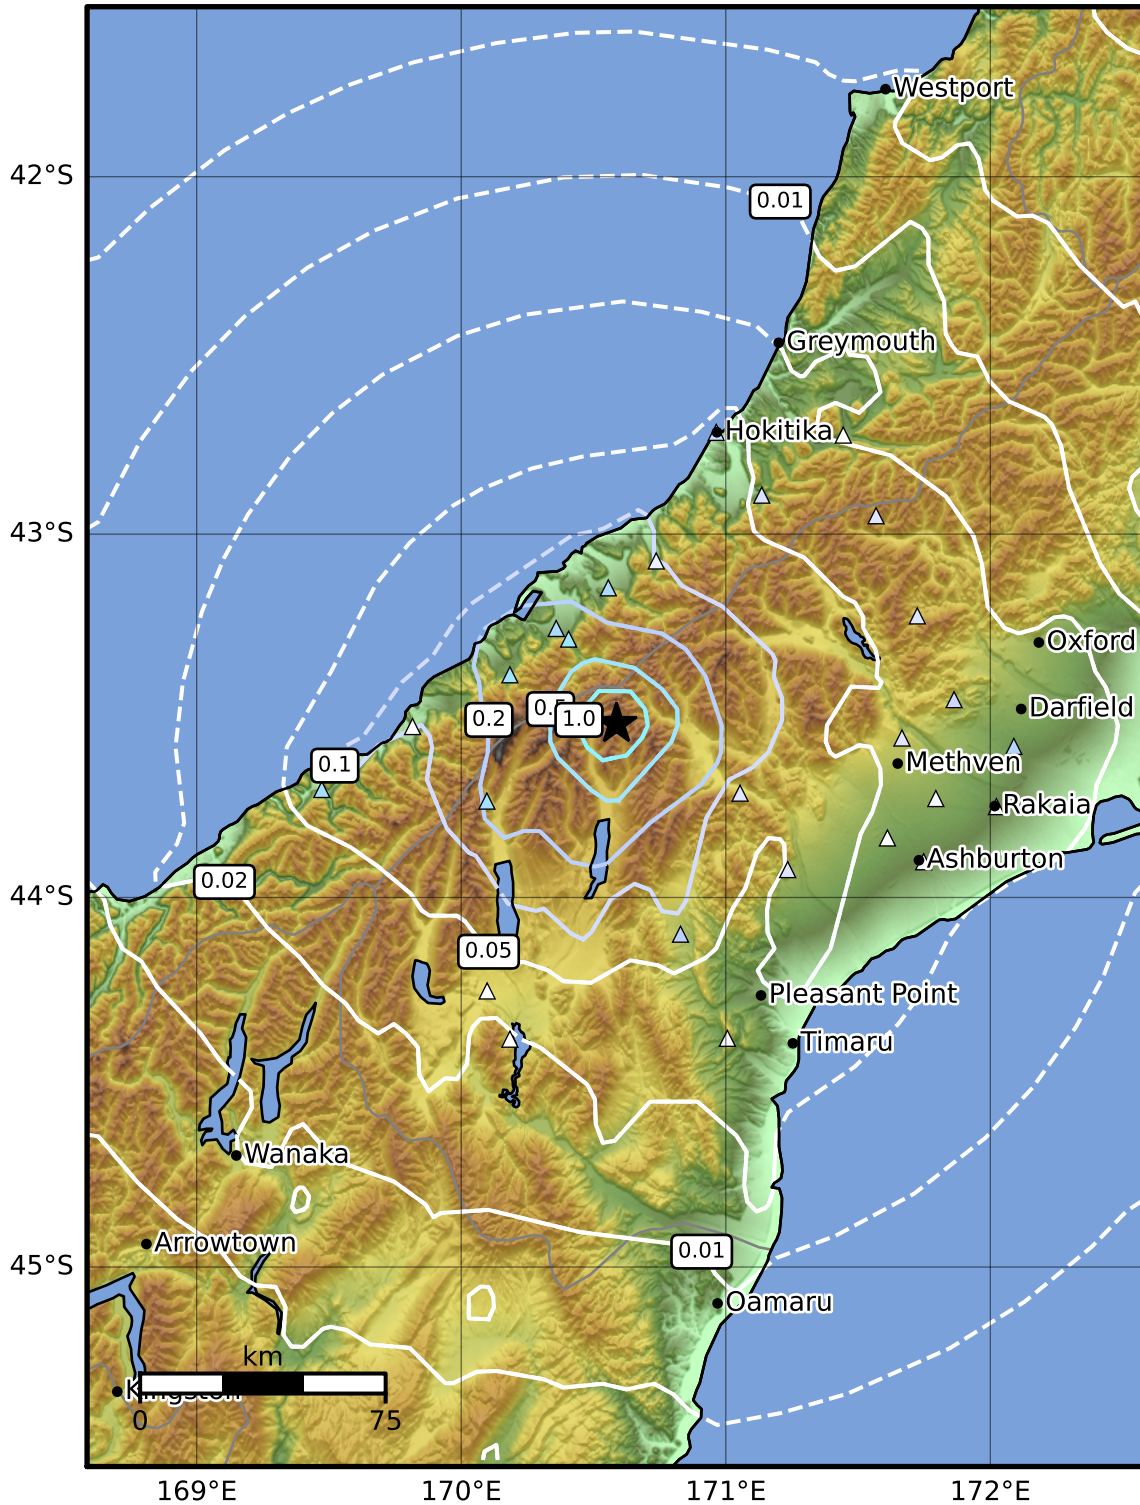 Westport
42°S
0.01
Greymouth
Hokitika
43°S
Oxford
Darfield
0.2
1.0
0.1
Methven
Rakaia
Ashburton
0.02
44°S
0.05
Pleasant Point
Timaru
Wanaka
Arrowtown
0.01
45°S
Oamaru
km
Kingston
0
75
169°E
170°E
171°E
172°E